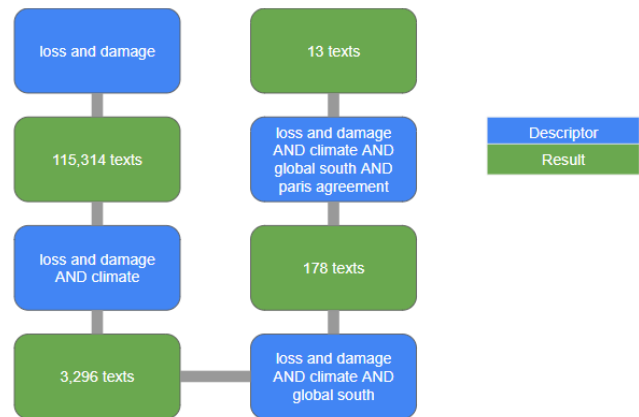 loss and damage
115,314 texts
loss and damage
AND climate
3,296 texts
loss and damage
AND climate AND
global south
178 texts
loss and damage
AND climate AND
global south AND
paris agreement
13 texts
Descriptor
Result